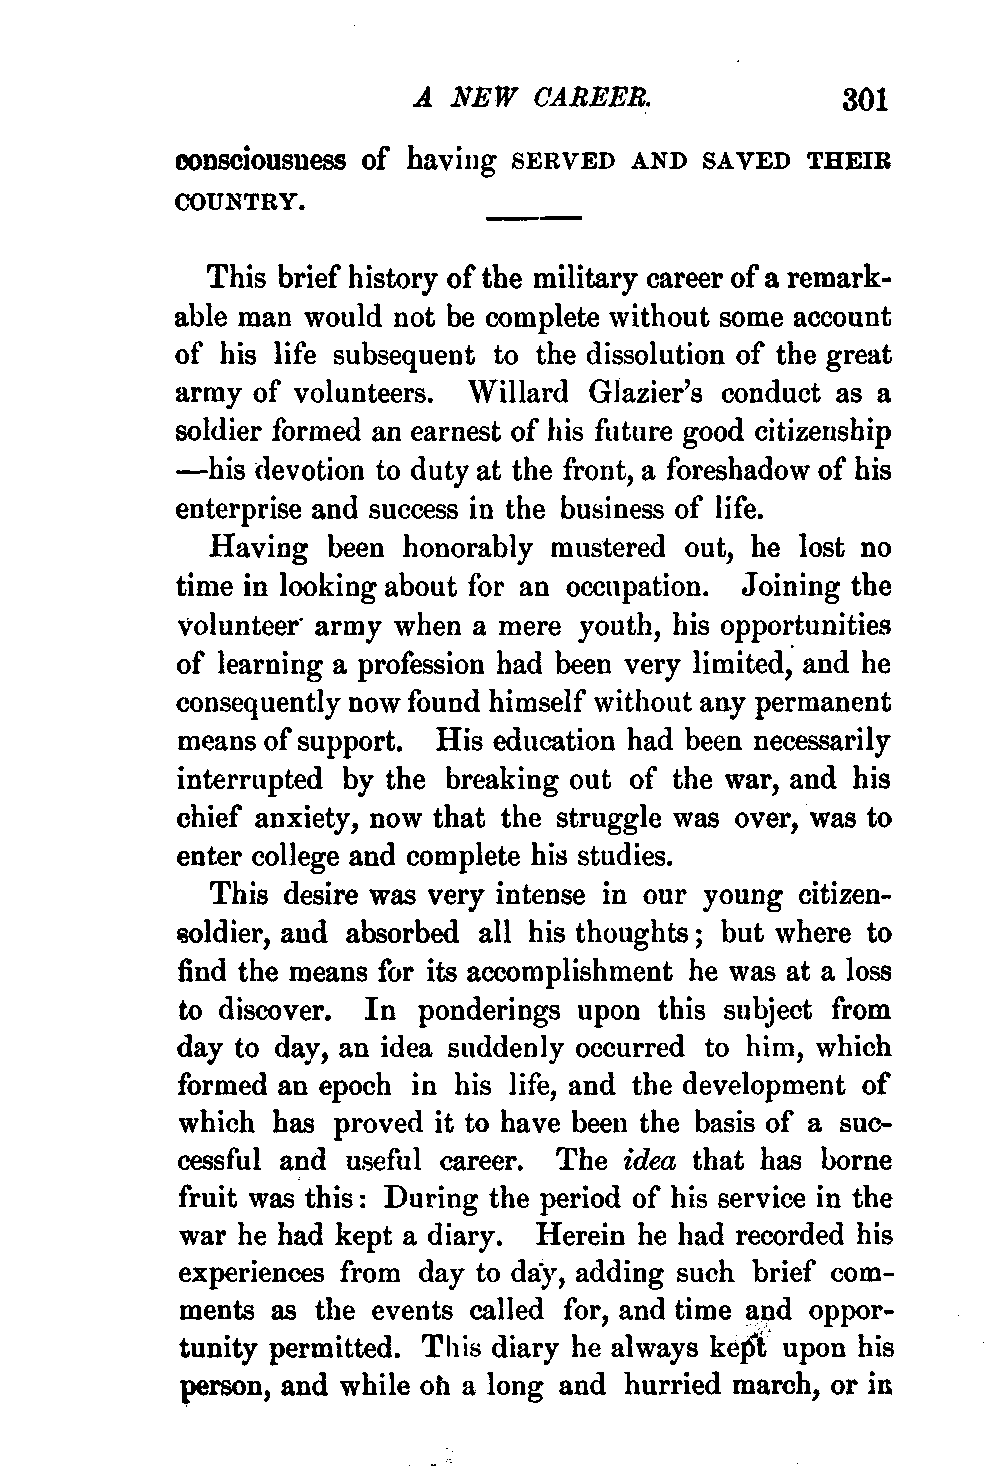 A NEW CAREER. 301
consciousness of having SERVED AND SAVED THEIR
COUNTRY.
This brief history of the military career of a remark-
able man would not be complete without some account
of his life subsequent to the dissolution of the great
army of volunteers. Willard Glazier's conduct as a
soldier formed an earnest of his future good citizenship
—his devotion to duty at the front, a foreshadow of his
enterprise and success in the business of life.
Having been honorably mustered out, he lost no
time in looking about for an occupation. Joining the
volunteer army when a mere youth, his opportunities
of learning a profession had been very limited, and he
consequently now found himself without any permanent
means of support. His education had been necessarily
interrupted by the breaking out of the war, and his
chief anxiety, now that the struggle was over, was to
enter college and complete his studies.
This desire was very intense in our young citizen-
soldier, and absorbed all his thoughts; but where to
find the means for its accomplishment he was at a loss
to discover. In ponderings upon this subject from
day to day, an idea suddenly occurred to him, which
formed an epoch in his life, and the development of
which has proved it to have been the basis of a suc-
cessful and useful career. The idea that has borne
fruit was this: During the period of his service in the
war he had kept a diary. Herein he had recorded his
experiences from day to day, adding such brief com-
ments as the events called for, and time and oppor-
tunity permitted. This diary he always kept upon his
person, and while on a long and hurried march, or in